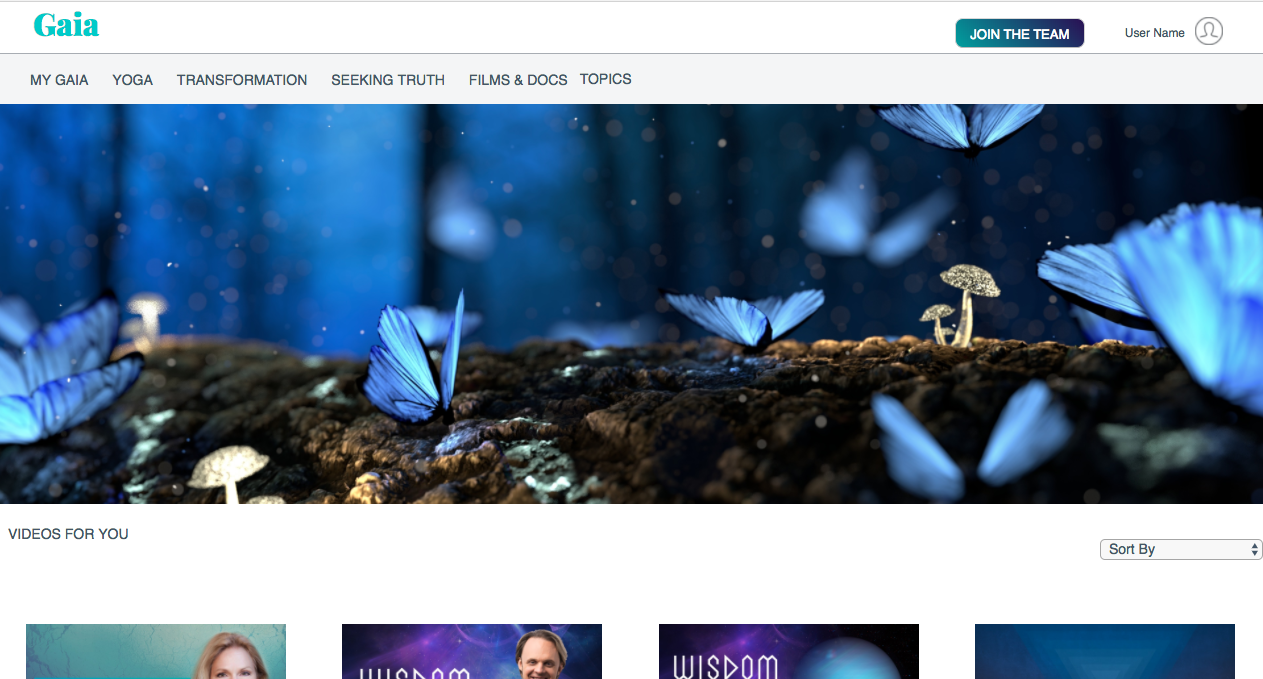 Gaia
JOIN THE TEAM
User Name
MY GAIA YOGA TRANSFORMATION SEEKING TRUTH FILMS & DOCS TOPICS
VIDEOS FOR YOU
Sort By
WISDOM WISDOM